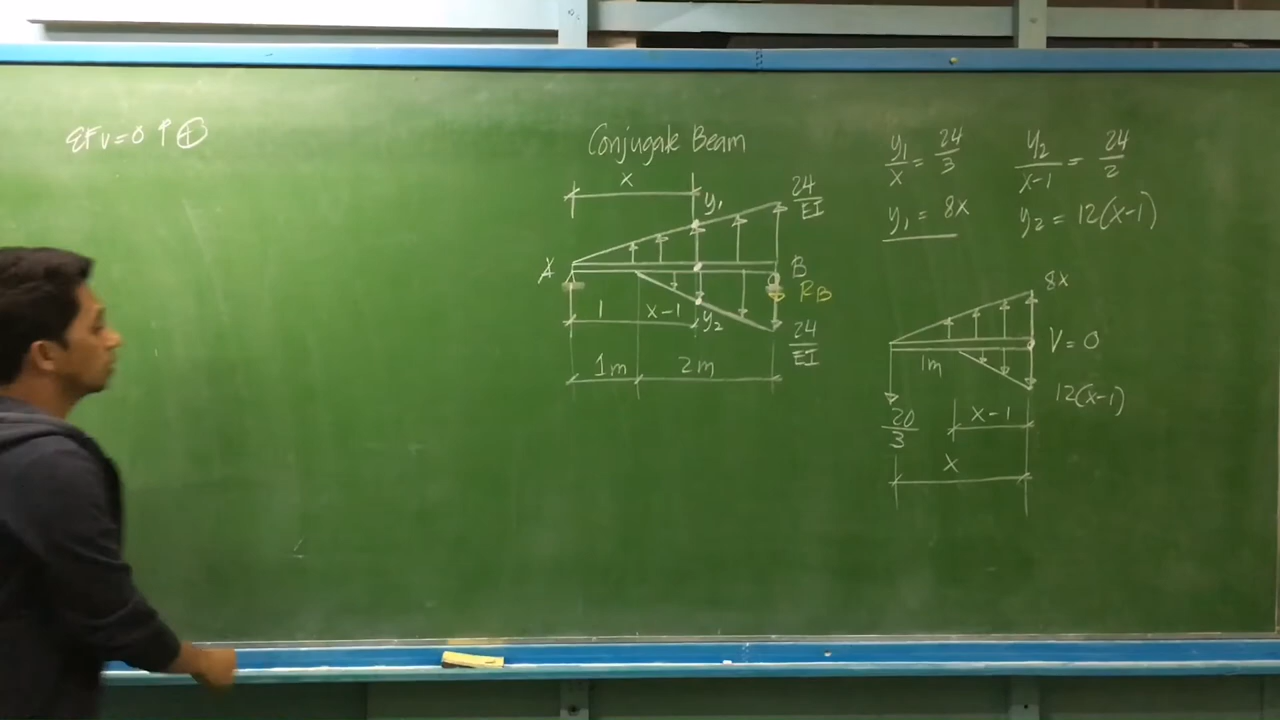 ΣFv=0 ↑⊕
Conjugate Beam
x
y₁
24/EI
A
B
R_B
1
x-1
y₂
24/EI
1m
2m
y₁/x = 24/3
y₂/x-1 = 24/2
y₁ = 8x
y₂ = 12(x-1)
8x
V=0
1m
12(x-1)
20/3
x-1
x